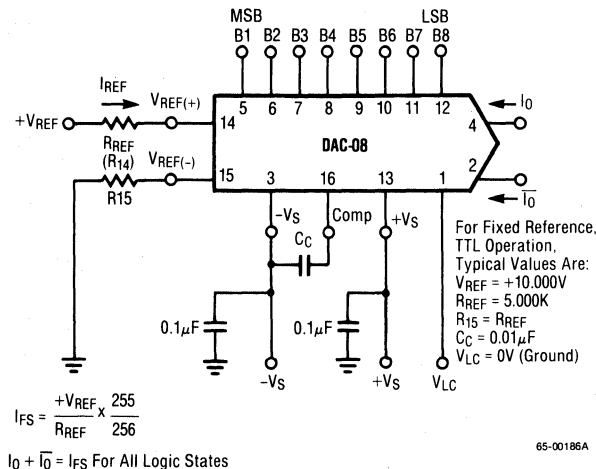 MSB LSB
B1 B2 B3 B4 B5 B6 B7 B8
IREF
+VREF VREF(+)
RREF
(R14)
VREF(-)
R15
5 6 7 8 9 10 11 12
14
15
DAC-08
4
2
3 16 13 1
IO
I̅O̅
-VS Comp +VS
CC
0.1μF 0.1μF
-VS +VS VLC
For Fixed Reference,
TTL Operation,
Typical Values Are:
VREF = +10.000V
RREF = 5.000K
R15 = RREF
CC = 0.01μF
VLC = 0V (Ground)
IFS = +VREF/RREF x 255/256
IO + I̅O̅ = IFS For All Logic States
65-00186A